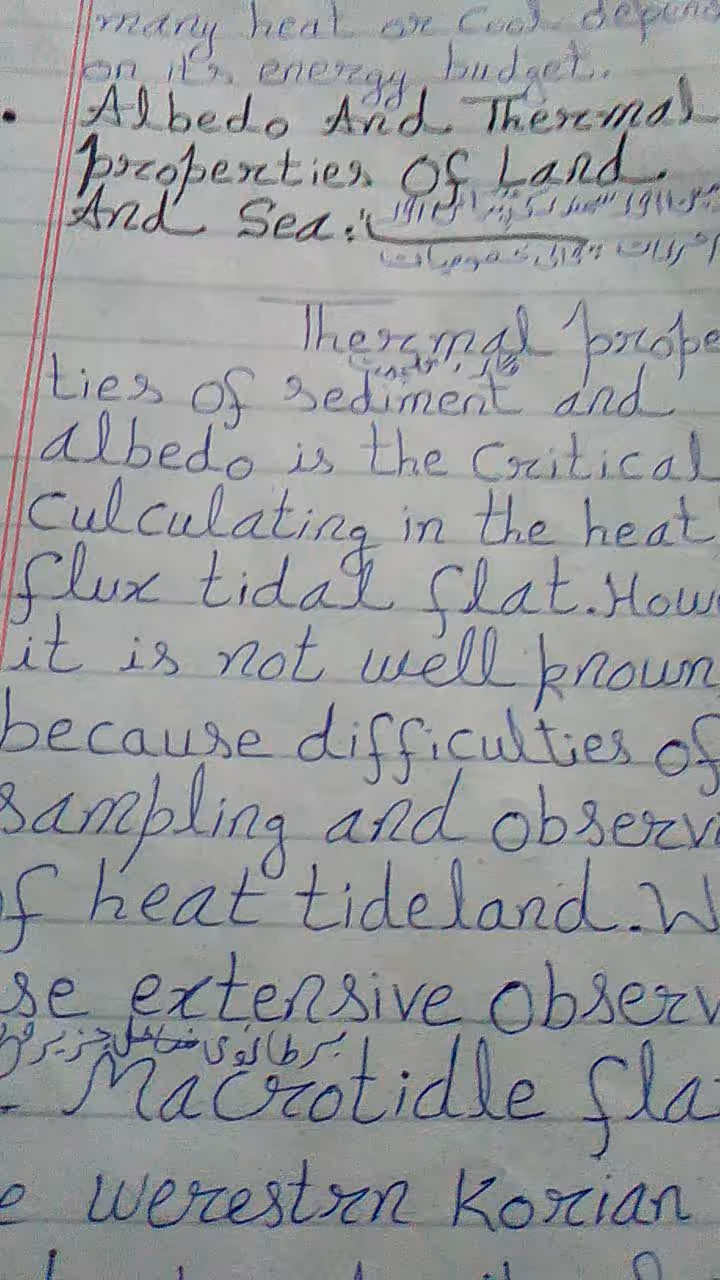 many heat or cool depend
on it's energy budget.
• Albedo And Thermal
properties Of Land
And Sea:
Thermal prope
ties of sediment and
albedo is the critical
culculating in the heat
flux tidal flat. How
it is not well known
because difficulties of
sampling and observ
of heat tideland. W
se extensive observ
Macrotidle fla
e werestrn Korian